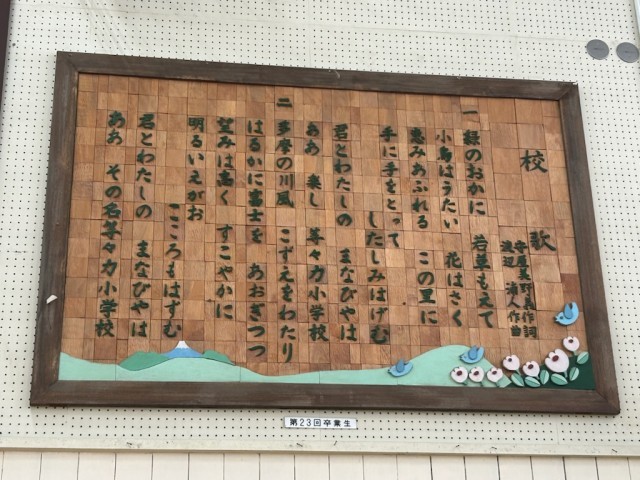 校歌
守屋美野義作詞
渡辺浦人作曲
一 緑のおかに 若草もえて
小鳥はうたい 花はさく
恵みあふれる この里に
手に手をとって
したしみはげむ
君とわたしの まなびやは
ああ 楽し 等々力小学校
二 多摩の川風 こずえをわたり
はるかに富士を あおぎつつ
望みは高く すこやかに
明るいえがお
こころもはずむ
君とわたしの まなびやは
ああ その名等々力小学校
第23回卒業生